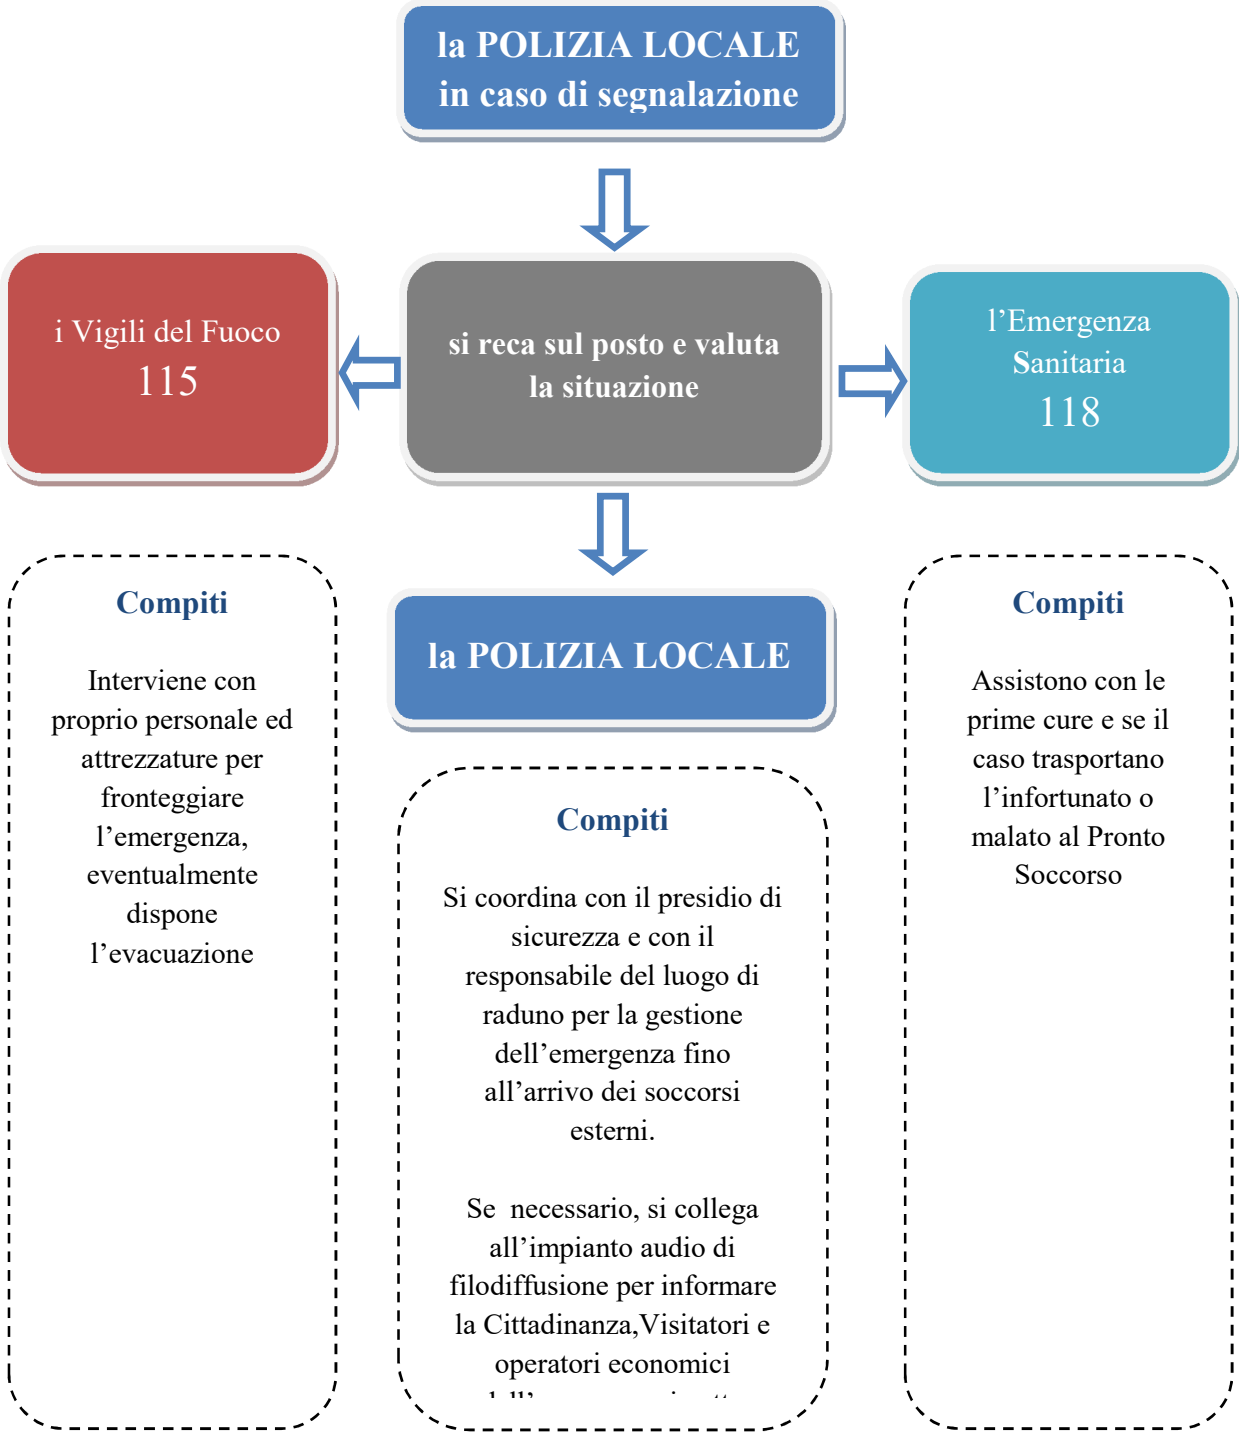 la POLIZIA LOCALE
in caso di segnalazione
i Vigili del Fuoco
115
si reca sul posto e valuta
la situazione
l’Emergenza
Sanitaria
118
Compiti
Interviene con
proprio personale ed
attrezzature per
fronteggiare
l’emergenza,
eventualmente
dispone
l’evacuazione
la POLIZIA LOCALE
Compiti
Si coordina con il presidio di
sicurezza e con il
responsabile del luogo di
raduno per la gestione
dell’emergenza fino
all’arrivo dei soccorsi
esterni.
Se  necessario, si collega
all’impianto audio di
filodiffusione per informare
la Cittadinanza,Visitatori e
operatori economici
Compiti
Assistono con le
prime cure e se il
caso trasportano
l’infortunato o
malato al Pronto
Soccorso